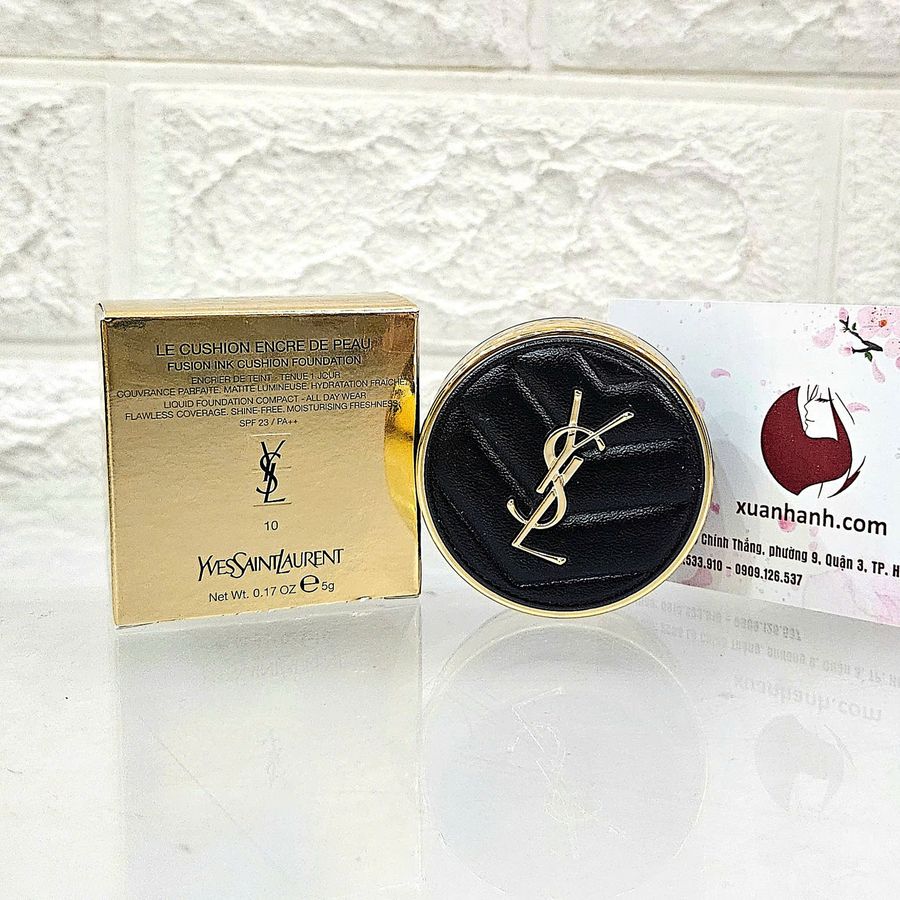 LE CUSHION ENCRE DE PEAU
FUSION INK CUSHION FOUNDATION
ENCRIER DE TEINT - TENUE 1 JOUR
COUVRANCE PARFAITE. MATITÉ LUMINEUSE. HYDRATATION FRAÎCHE
LIQUID FOUNDATION COMPACT - ALL DAY WEAR
FLAWLESS COVERAGE. SHINE-FREE. MOISTURISING FRESHNESS
SPF 23 / PA++
YSL
10
YVESSAINTLAURENT
Net Wt. 0.17 OZ e 5g
YSL
xuanhanh.com
Chính Thắng, phường 9, Quận 3, TP. H
.533.910 - 0909.126.537